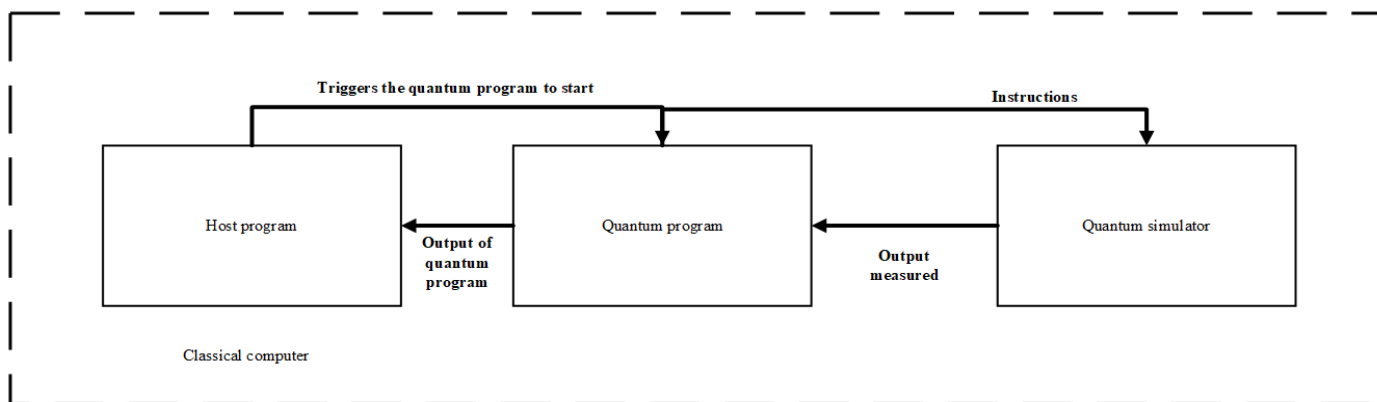 Triggers the quantum program to start
Instructions
Host program
Quantum program
Quantum simulator
Output of
quantum
program
Output
measured
Classical computer